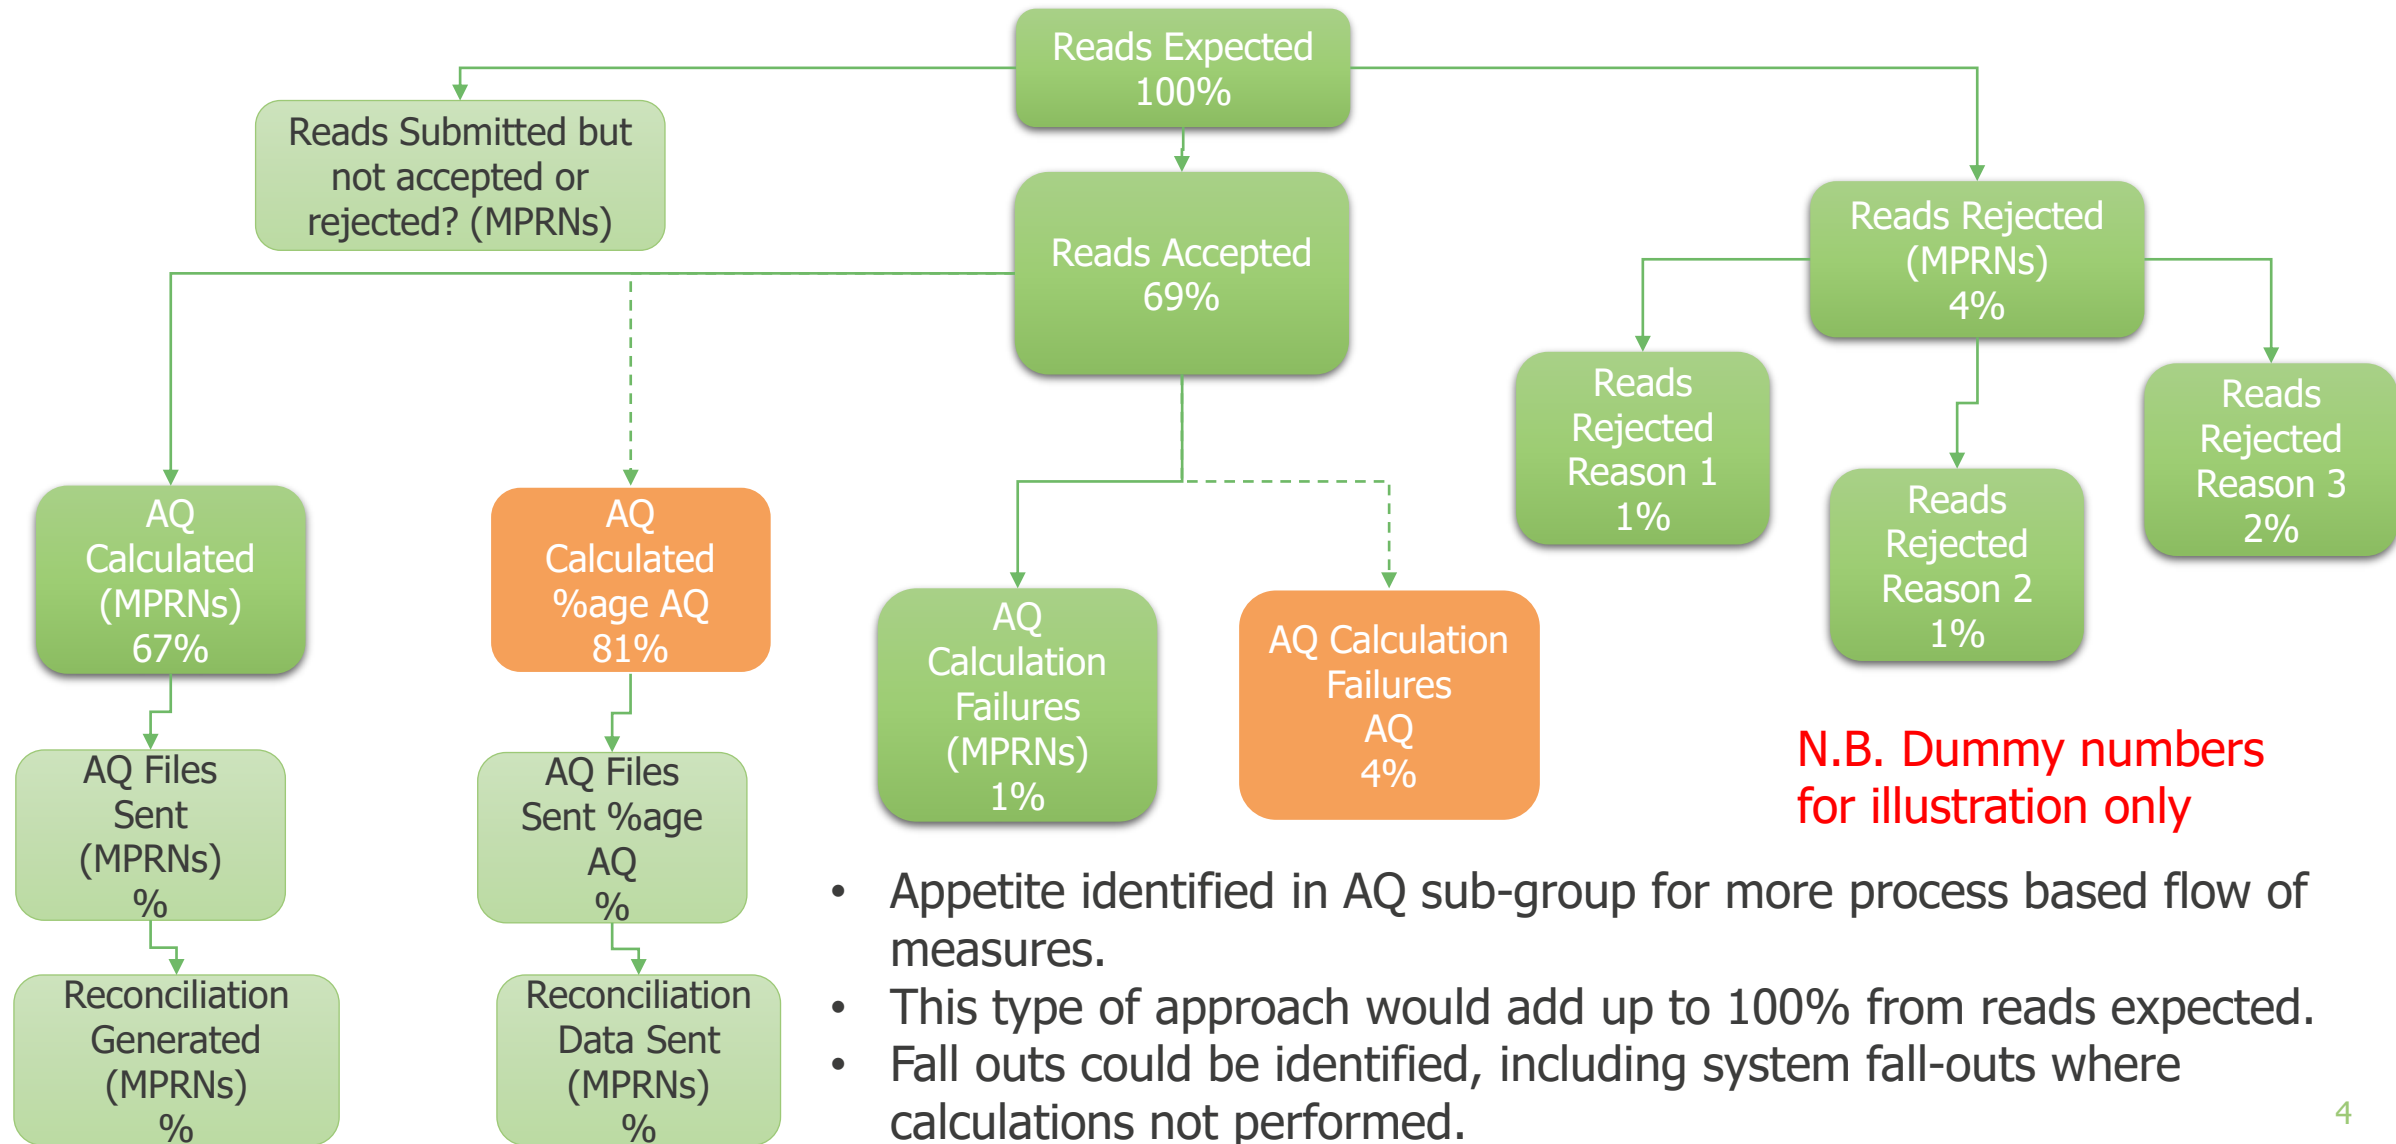 Reads Expected
100%
Reads Submitted but
not accepted or
rejected? (MPRNs)
Reads Accepted
69%
Reads Rejected
(MPRNs)
4%
Reads
Rejected
Reason 1
1%
Reads
Rejected
Reason 2
1%
Reads
Rejected
Reason 3
2%
AQ
Calculated
(MPRNs)
67%
AQ
Calculated
%age AQ
81%
AQ
Calculation
Failures
(MPRNs)
1%
AQ Calculation
Failures
AQ
4%
AQ Files
Sent
(MPRNs)
%
AQ Files
Sent %age
AQ
%
Reconciliation
Generated
(MPRNs)
%
Reconciliation
Data Sent
(MPRNs)
%
N.B. Dummy numbers
for illustration only
• Appetite identified in AQ sub-group for more process based flow of
measures.
• This type of approach would add up to 100% from reads expected.
• Fall outs could be identified, including system fall-outs where
calculations not performed.
4